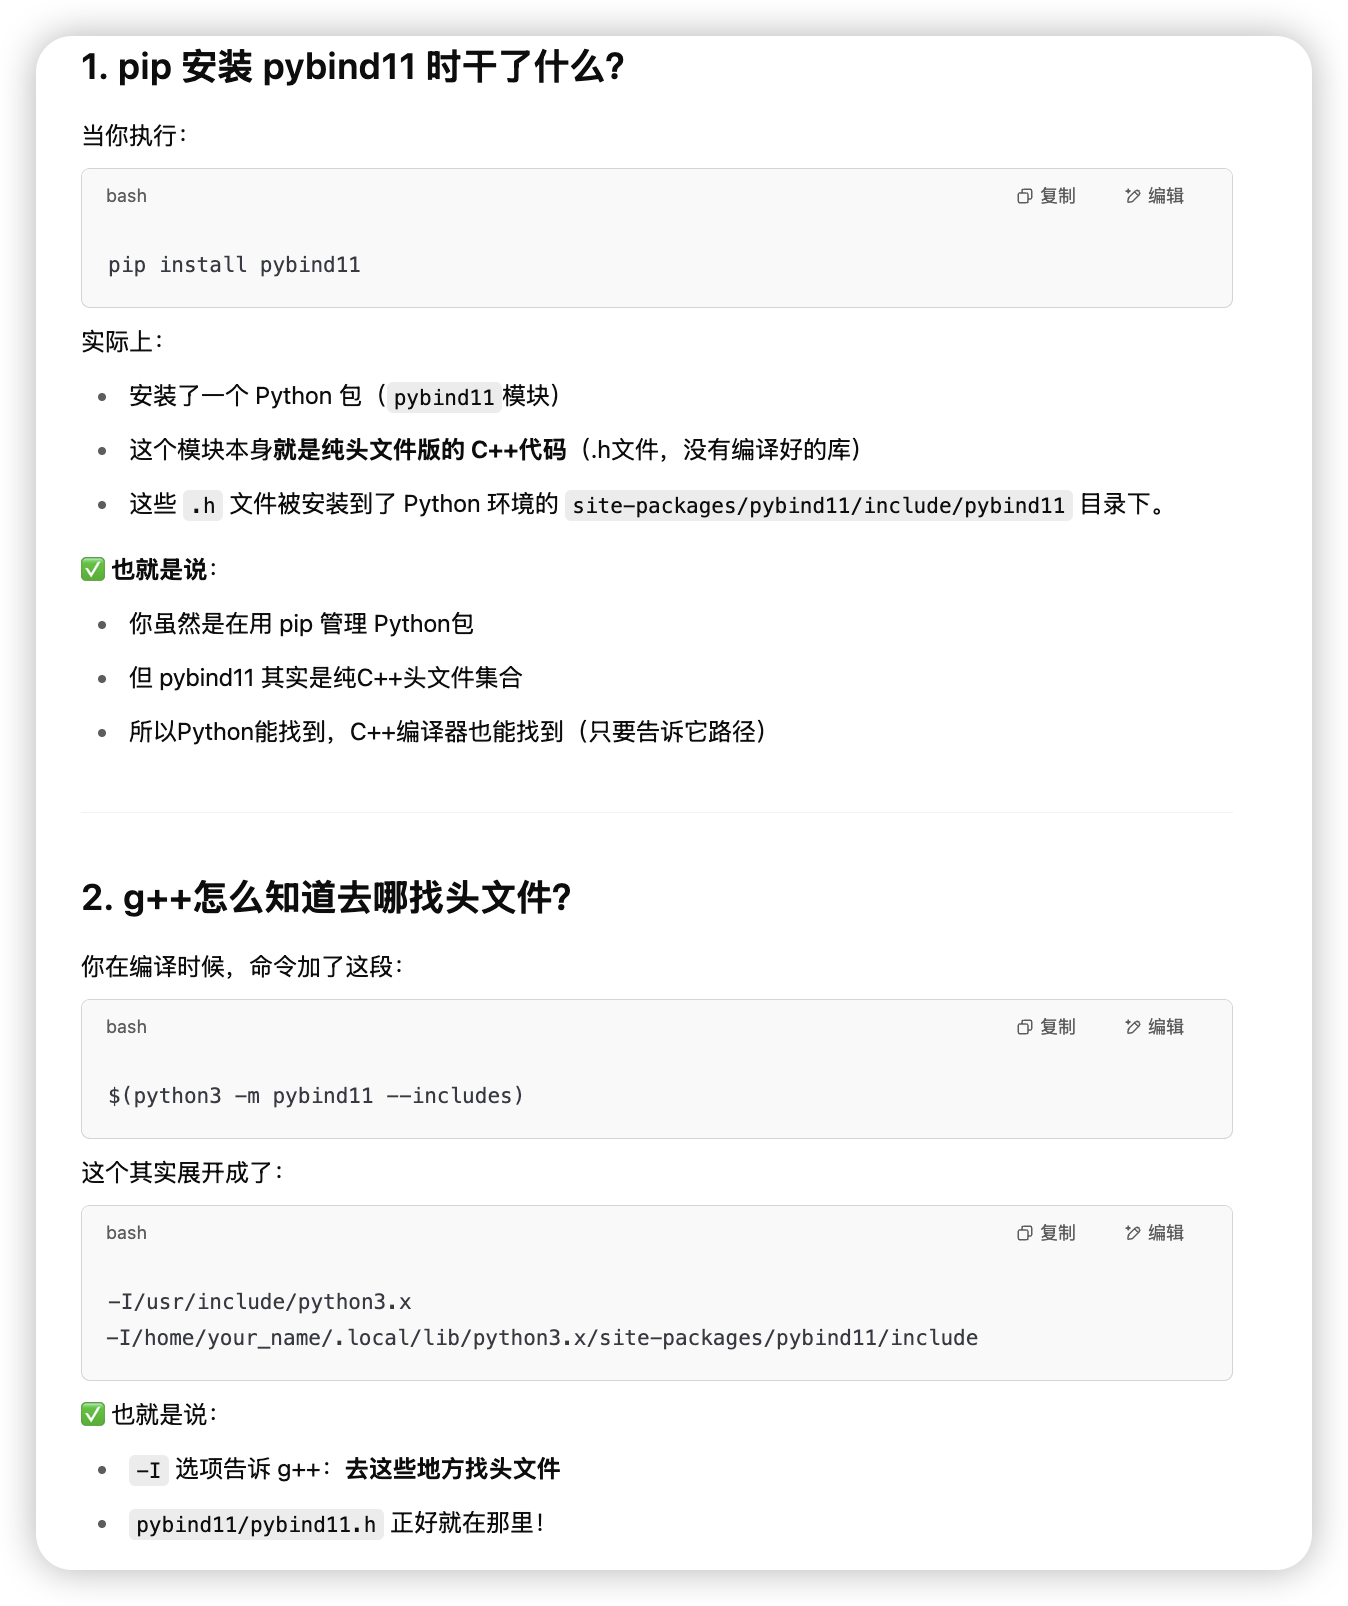 1. pip 安装 pybind11 时干了什么?
当你执行：
bash
复制
编辑
pip install pybind11
实际上：
• 安装了一个 Python 包（pybind11模块）
• 这个模块本身就是纯头文件版的 C++代码（.h文件，没有编译好的库）
• 这些 .h 文件被安装到了 Python 环境的 site-packages/pybind11/include/pybind11 目录下。
✅ 也就是说：
• 你虽然是在用 pip 管理 Python包
• 但 pybind11 其实是纯C++头文件集合
• 所以Python能找到，C++编译器也能找到（只要告诉它路径）
2. g++怎么知道去哪找头文件?
你在编译时候，命令加了这段：
bash
复制
编辑
$(python3 -m pybind11 --includes)
这个其实展开成了：
bash
复制
编辑
-I/usr/include/python3.x
-I/home/your_name/.local/lib/python3.x/site-packages/pybind11/include
✅ 也就是说：
• -I 选项告诉 g++：去这些地方找头文件
• pybind11/pybind11.h 正好就在那里！